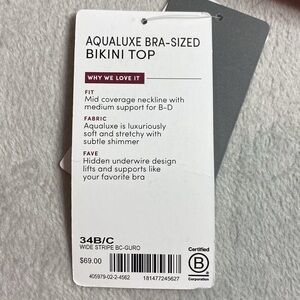 AQUALUXE BRA-SIZED
BIKINI TOP
WHY WE LOVE IT
FIT
Mid coverage neckline with
medium support for B-D
FABRIC
Aqualuxe is luxuriously
soft and stretchy with
subtle shimmer
FAVE
Hidden underwire design
lifts and supports like
your favorite bra
34B/C
WIDE STRIPE BC-GURO
$69.00
Certified
B
Corporation
405979-02-2-4562
181477245627